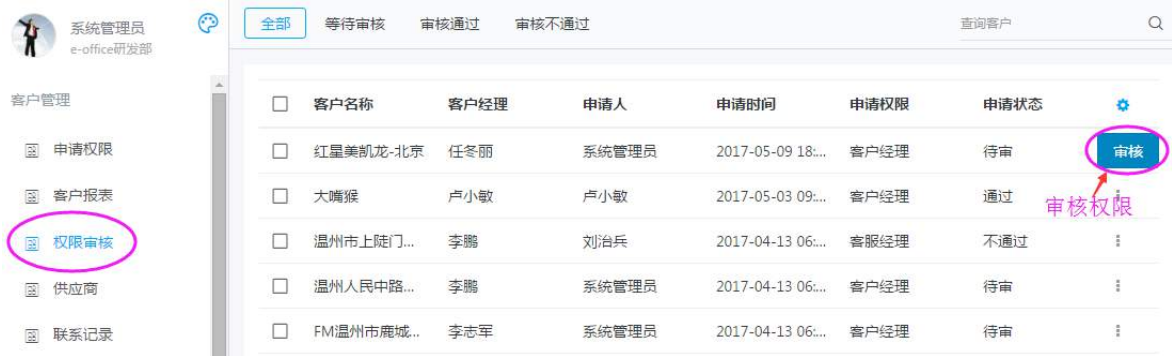 系统管理员
e-office研发部
全部 等待审核 审核通过 审核不通过 查询客户
客户管理
申请权限
客户报表
权限审核
供应商
联系记录
客户名称 客户经理 申请人 申请时间 申请权限 申请状态
红星美凯龙-北京 任冬丽 系统管理员 2017-05-09 18:... 客户经理 待审 审核
大嘴猴 卢小敏 卢小敏 2017-05-03 09:... 客户经理 通过
审核权限
温州市上陡门... 李鹏 刘治兵 2017-04-13 06:... 客服经理 不通过
温州人民中路... 李鹏 系统管理员 2017-04-13 06:... 客户经理 待审
FM温州市鹿城... 李志军 系统管理员 2017-04-13 06:... 客户经理 待审